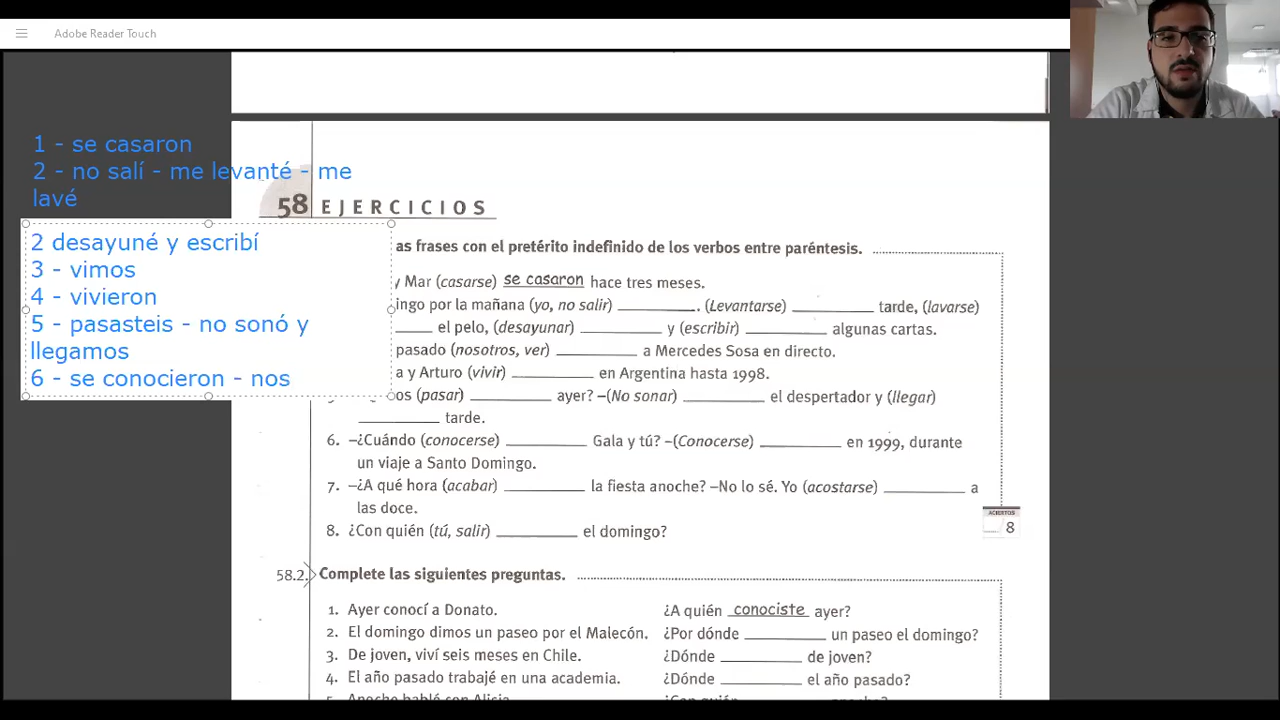 Adobe Reader Touch
1 - se casaron
2 - no salí - me levanté - me
lavé
58 EJERCICIOS
2 desayuné y escribí
3 - vimos
4 - vivieron
5 - pasasteis - no sonó y
llegamos
6 - se conocieron - nos
as frases con el pretérito indefinido de los verbos entre paréntesis.
y Mar (casarse) se casaron hace tres meses.
ingo por la mañana (yo, no salir) ________. (Levantarse) ________ tarde, (lavarse)
____ el pelo, (desayunar) ________ y (escribir) ________ algunas cartas.
pasado (nosotros, ver) ________ a Mercedes Sosa en directo.
a y Arturo (vivir) ________ en Argentina hasta 1998.
os (pasar) ________ ayer? –(No sonar) ________ el despertador y (llegar)
________ tarde.
6. –¿Cuándo (conocerse) ________ Gala y tú? –(Conocerse) ________ en 1999, durante
un viaje a Santo Domingo.
7. –¿A qué hora (acabar) ________ la fiesta anoche? –No lo sé. Yo (acostarse) ________ a
las doce.
8. ¿Con quién (tú, salir) ________ el domingo?
ACIERTOS
8
58.2. Complete las siguientes preguntas.
1. Ayer conocí a Donato. ¿A quién conociste ayer?
2. El domingo dimos un paseo por el Malecón. ¿Por dónde ________ un paseo el domingo?
3. De joven, viví seis meses en Chile. ¿Dónde ________ de joven?
4. El año pasado trabajé en una academia. ¿Dónde ________ el año pasado?